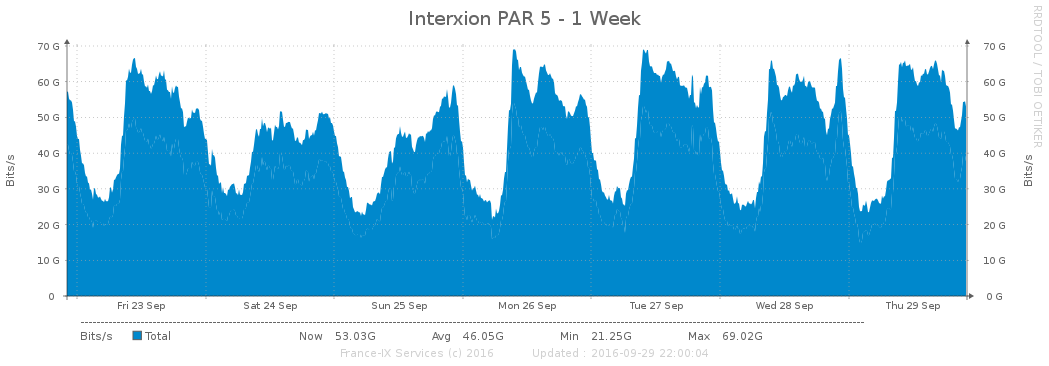 Interxion PAR 5 - 1 Week
RRDTOOL / TOBI OETIKER
70 G 70 G
60 G 60 G
50 G 50 G
40 G 40 G
30 G 30 G
20 G 20 G
10 G 10 G
0 0 G
Bits/s
Bits/s
Fri 23 Sep Sat 24 Sep Sun 25 Sep Mon 26 Sep Tue 27 Sep Wed 28 Sep Thu 29 Sep
Bits/s Total Now 53.03G Avg 46.05G Min 21.25G Max 69.02G
France-IX Services (c) 2016 Updated : 2016-09-29 22:00:04